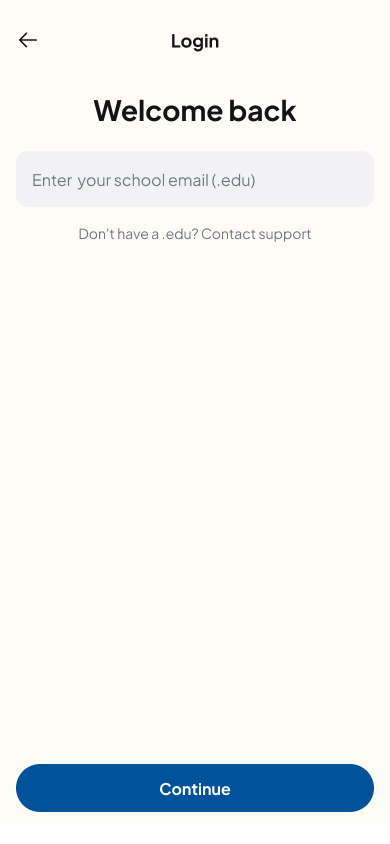 Login
Welcome back
Enter your school email (.edu)
Don't have a .edu? Contact support
Continue